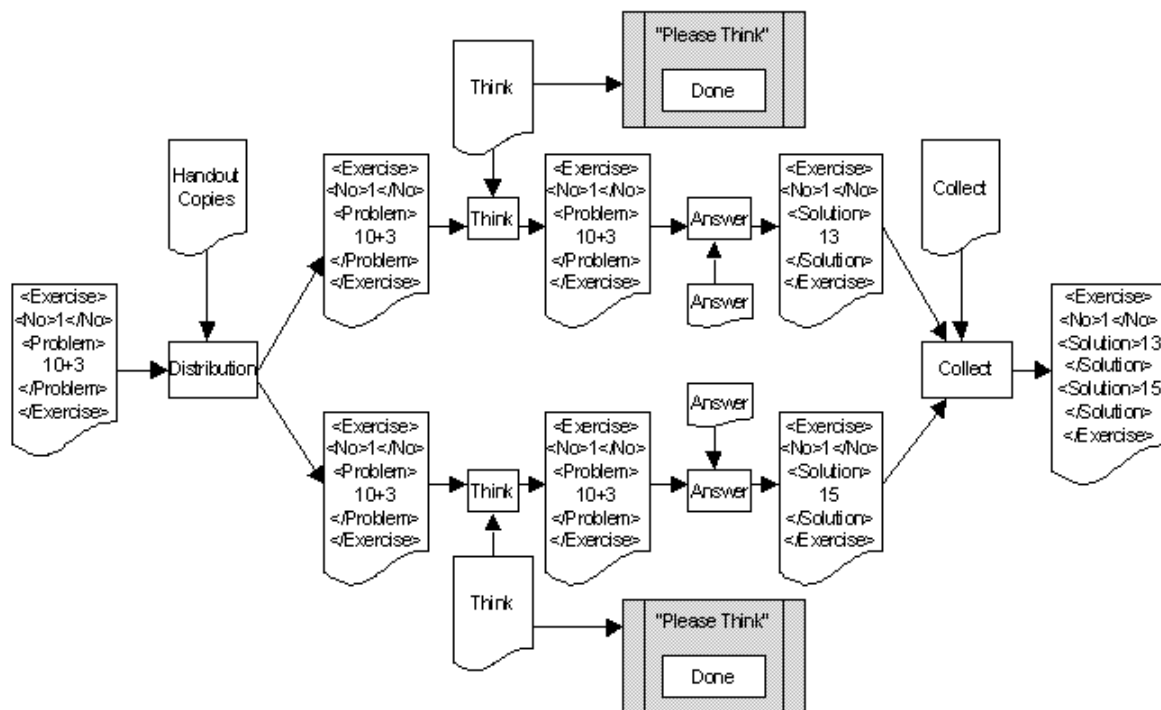 "Please Think"
Done
Think
Handout
Copies
<Exercise>
<No>1</No>
<Problem>
10+3
</Problem>
</Exercise>
Think
<Exercise>
<No>1</No>
<Problem>
10+3
</Problem>
</Exercise>
Answer
Answer
<Exercise>
<No>1</No>
<Solution>
13
</Solution>
</Exercise>
Collect
<Exercise>
<No>1</No>
<Problem>
10+3
</Problem>
</Exercise>
Distribution
Collect
<Exercise>
<No>1</No>
<Solution>13
</Solution>
<Solution>15
</Solution>
</Exercise>
<Exercise>
<No>1</No>
<Problem>
10+3
</Problem>
</Exercise>
Think
<Exercise>
<No>1</No>
<Problem>
10+3
</Problem>
</Exercise>
Answer
Answer
<Exercise>
<No>1</No>
<Solution>
15
</Solution>
</Exercise>
Think
"Please Think"
Done